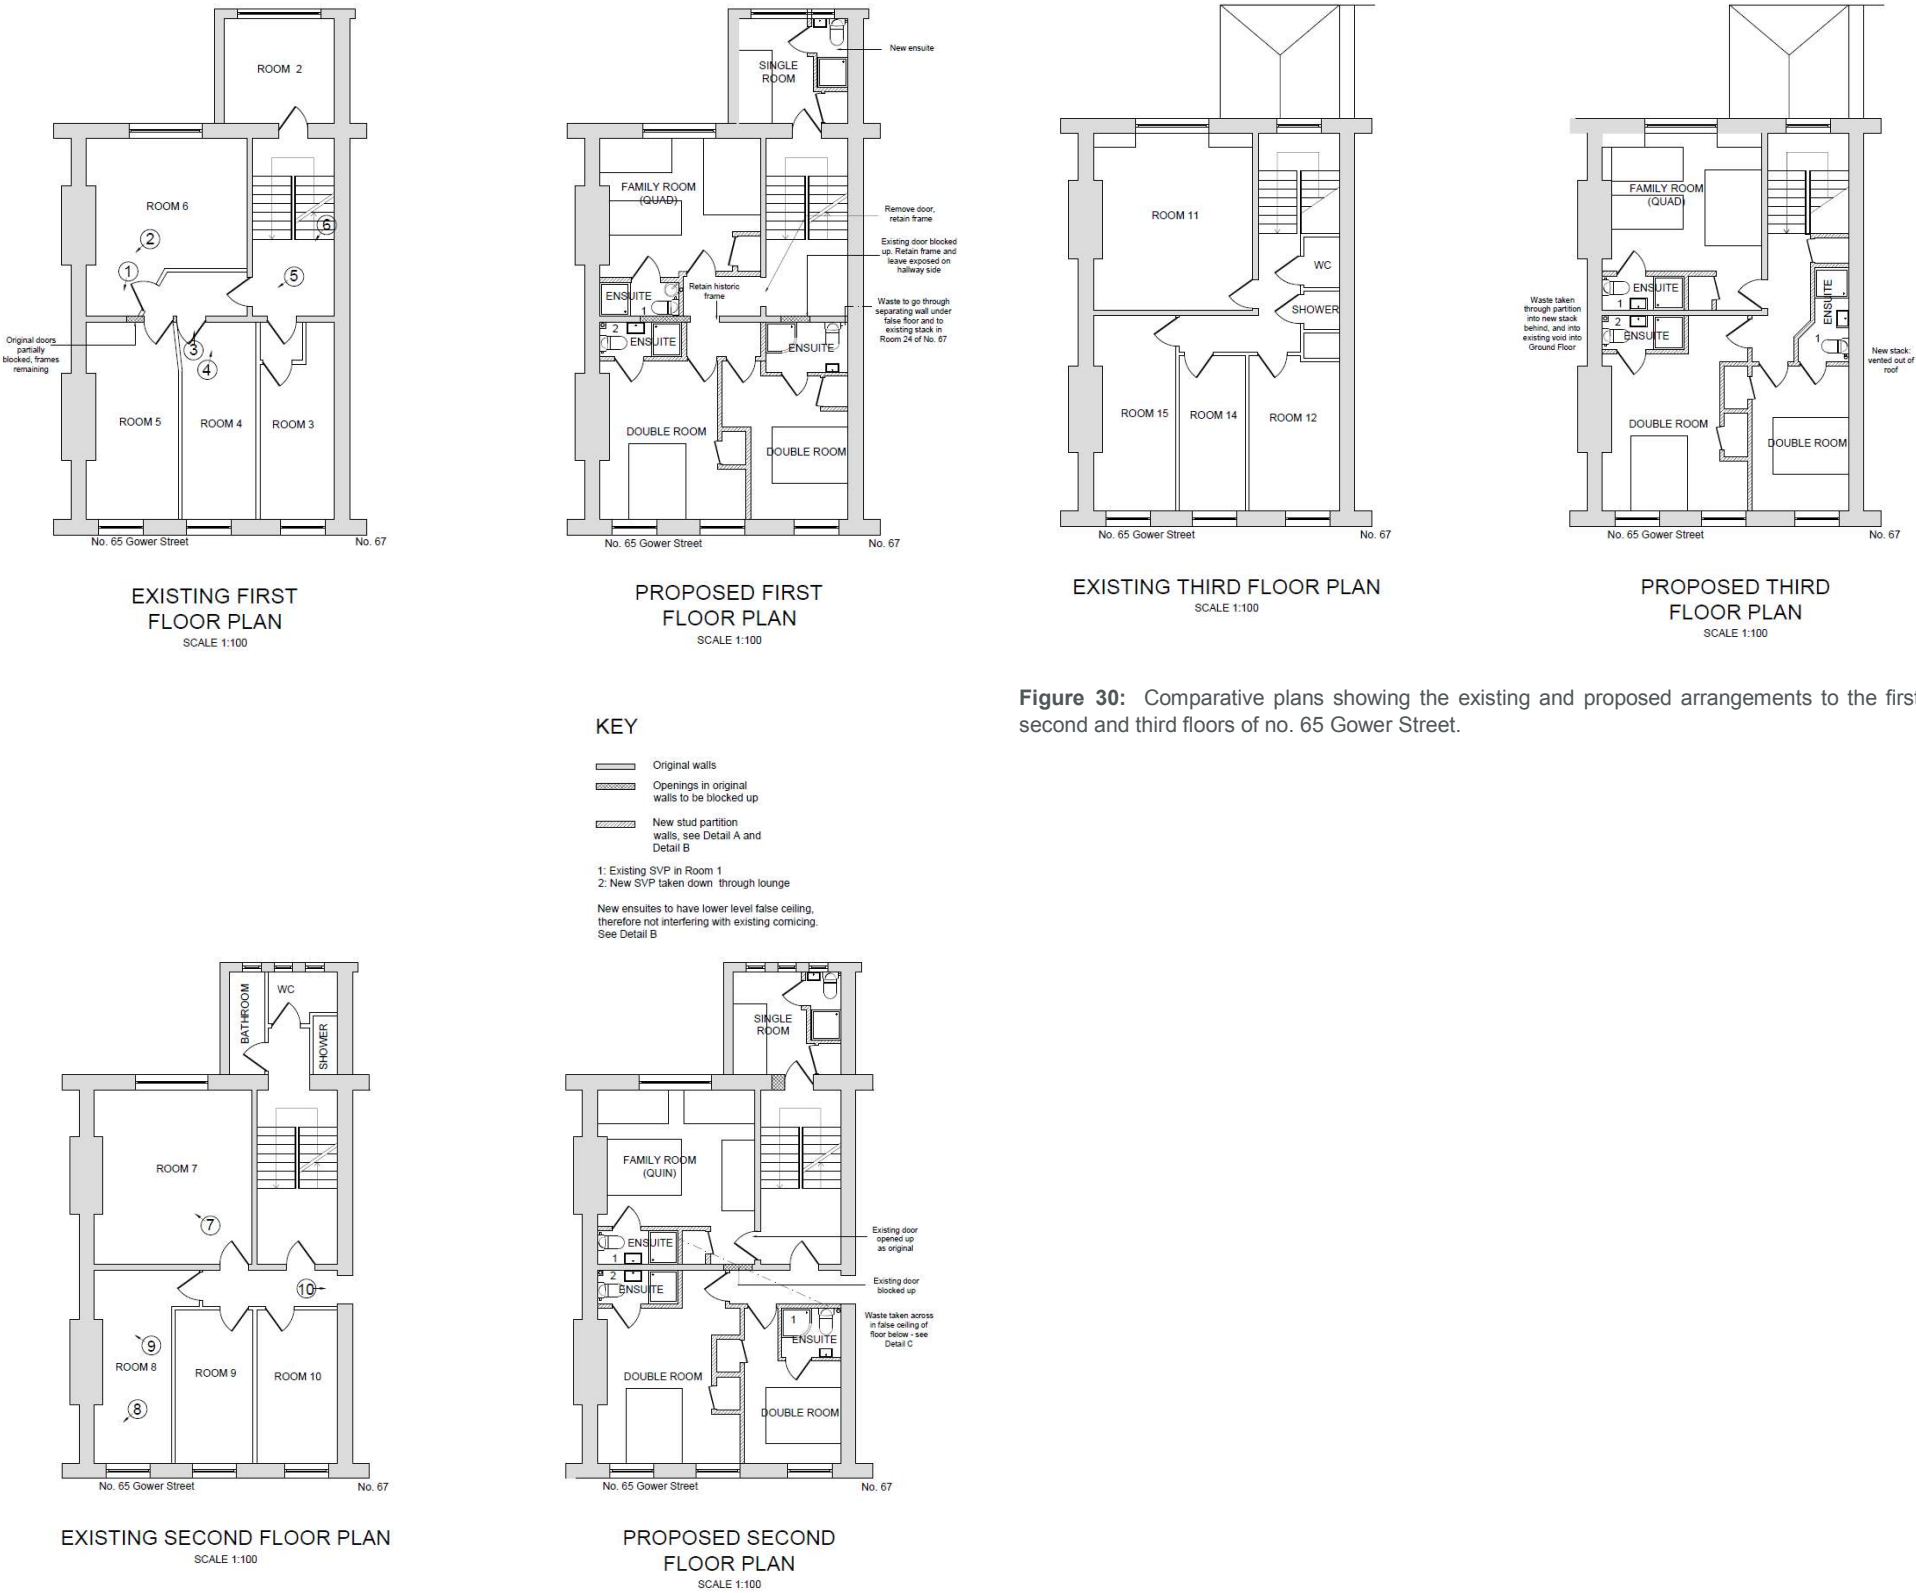 ROOM 2
ROOM 6
2
1
6
5
3
4
Original doors
partially
blocked, frames
remaining
ROOM 5
ROOM 4
ROOM 3
No. 65 Gower Street
No. 67
EXISTING FIRST
FLOOR PLAN
SCALE 1:100
SINGLE
ROOM
New ensuite
FAMILY ROOM
(QUAD)
Remove door,
retain frame
Existing door blocked
up. Retain frame and
leave exposed on
hallway side
Retain historic
frame
ENSUITE
1
Waste to go through
separating wall under
false floor and to
existing stack in
Room 24 of No. 67
2
ENSUITE
ENSUITE
DOUBLE ROOM
DOUBLE ROOM
No. 65 Gower Street
No. 67
PROPOSED FIRST
FLOOR PLAN
SCALE 1:100
ROOM 11
WC
SHOWER
ROOM 15
ROOM 14
ROOM 12
No. 65 Gower Street
No. 67
EXISTING THIRD FLOOR PLAN
SCALE 1:100
FAMILY ROOM
(QUAD)
ENSUITE
1
ENSUITE
Waste taken
through partition
into new stack
behind, and into
existing void into
Ground Floor
2
ENSUITE
1
New stack:
vented out of
roof
DOUBLE ROOM
DOUBLE ROOM
No. 65 Gower Street
No. 67
PROPOSED THIRD
FLOOR PLAN
SCALE 1:100
Figure 30: Comparative plans showing the existing and proposed arrangements to the first
second and third floors of no. 65 Gower Street.
KEY
Original walls
Openings in original
walls to be blocked up
New stud partition
walls, see Detail A and
Detail B
1: Existing SVP in Room 1
2: New SVP taken down through lounge
New ensuites to have lower level false ceiling,
therefore not interfering with existing cornicing.
See Detail B
BATHROOM
WC
SHOWER
ROOM 7
7
10
9
ROOM 8
8
ROOM 9
ROOM 10
No. 65 Gower Street
No. 67
EXISTING SECOND FLOOR PLAN
SCALE 1:100
SINGLE
ROOM
FAMILY ROOM
(QUIN)
Existing door
opened up
as original
ENSUITE
1
2
ENSUITE
Existing door
blocked up
Waste taken across
in false ceiling of
floor below - see
Detail C
1
ENSUITE
DOUBLE ROOM
DOUBLE ROOM
No. 65 Gower Street
No. 67
PROPOSED SECOND
FLOOR PLAN
SCALE 1:100